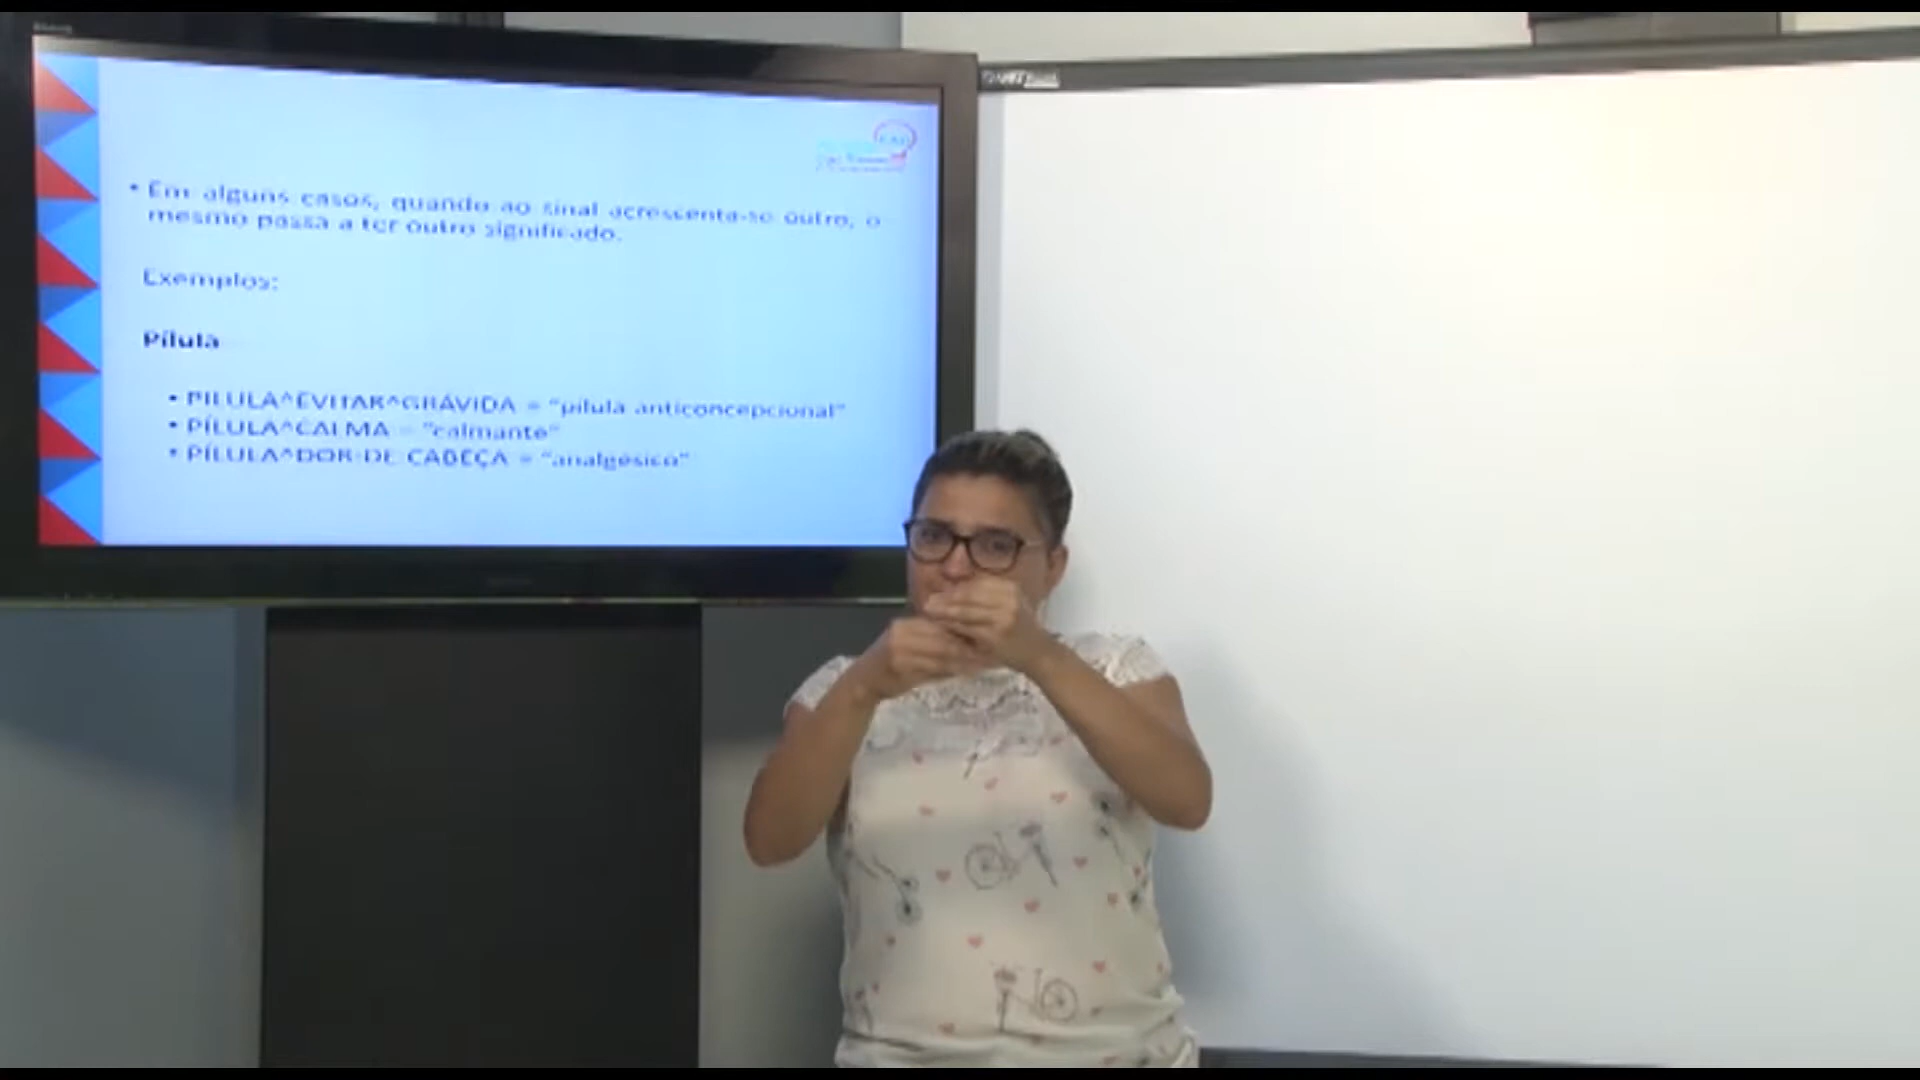 • Em alguns casos, quando ao sinal acrescenta-se outro, o
mesmo passa a ter outro significado.
Exemplos:
Pílula
• PÍLULA^EVITAR^GRÁVIDA = "pílula anticoncepcional"
• PÍLULA^CALMA = "calmante"
• PÍLULA^DOR-DE CABEÇA = "analgésico"